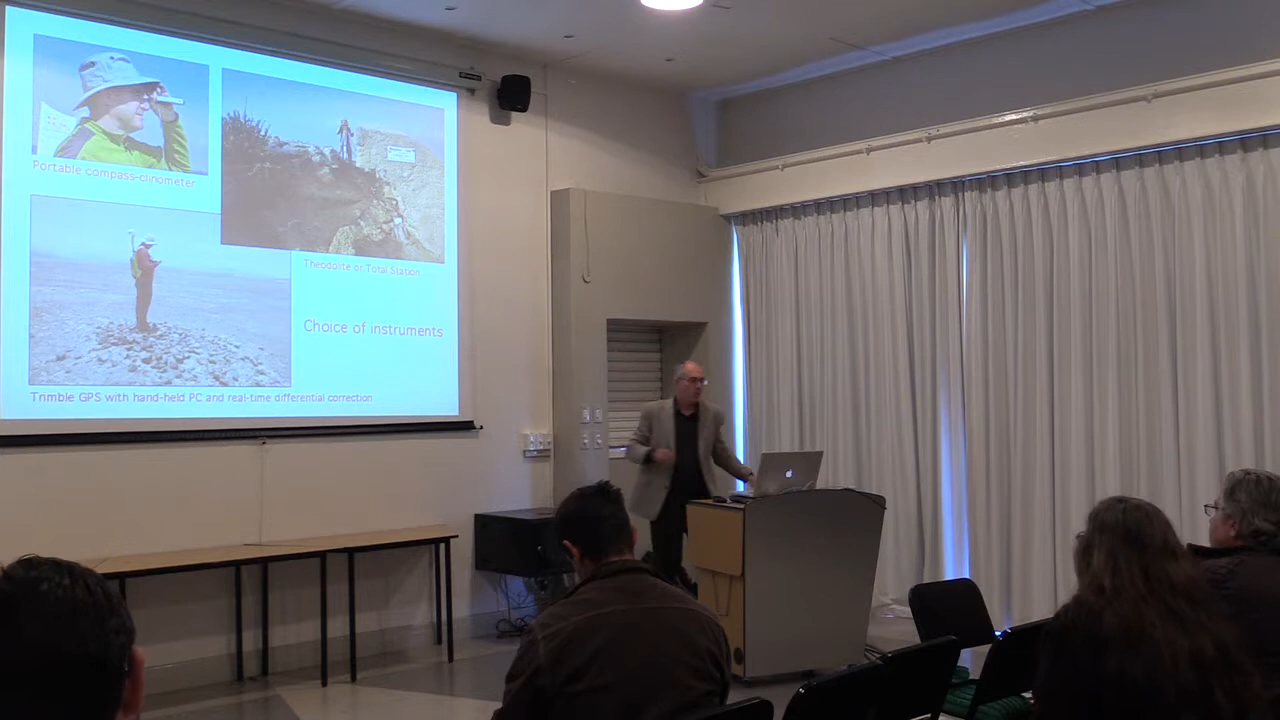 Portable compass-clinometer
Theodolite or Total Station
Choice of instruments
Trimble GPS with hand-held PC and real-time differential correction